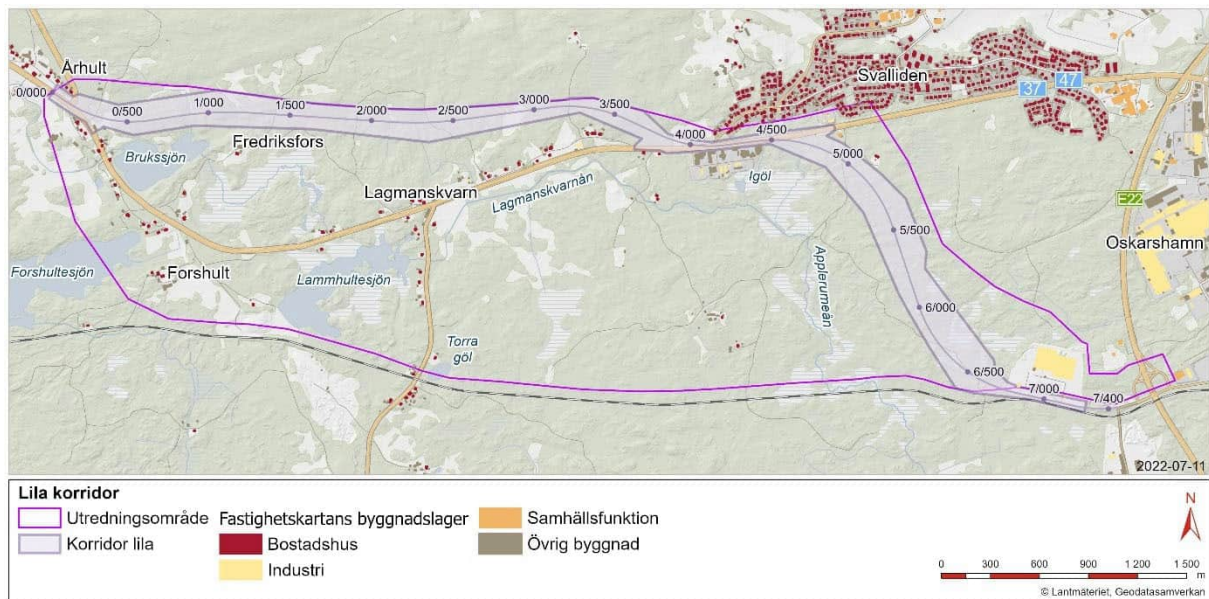 Århult
0/000
0/500
1/000
1/500
2/000
2/500
3/000
3/500
4/000
4/500
5/000
5/500
6/000
6/500
7/000
7/400
Svalliden
37
47
E22
Oskarshamn
Brukssjön
Fredriksfors
Lagmanskvarn
Lagmanskvarnån
Igöl
Applerumeån
Forshultesjön
Forshult
Lammhultesjön
Torra
göl
2022-07-11
Lila korridor
Utredningsområde
Korridor lila
Fastighetskartans byggnadslager
Bostadshus
Industri
Samhällsfunktion
Övrig byggnad
N
0 300 600 900 1 200 1 500
m
© Lantmäteriet, Geodatasamverkan